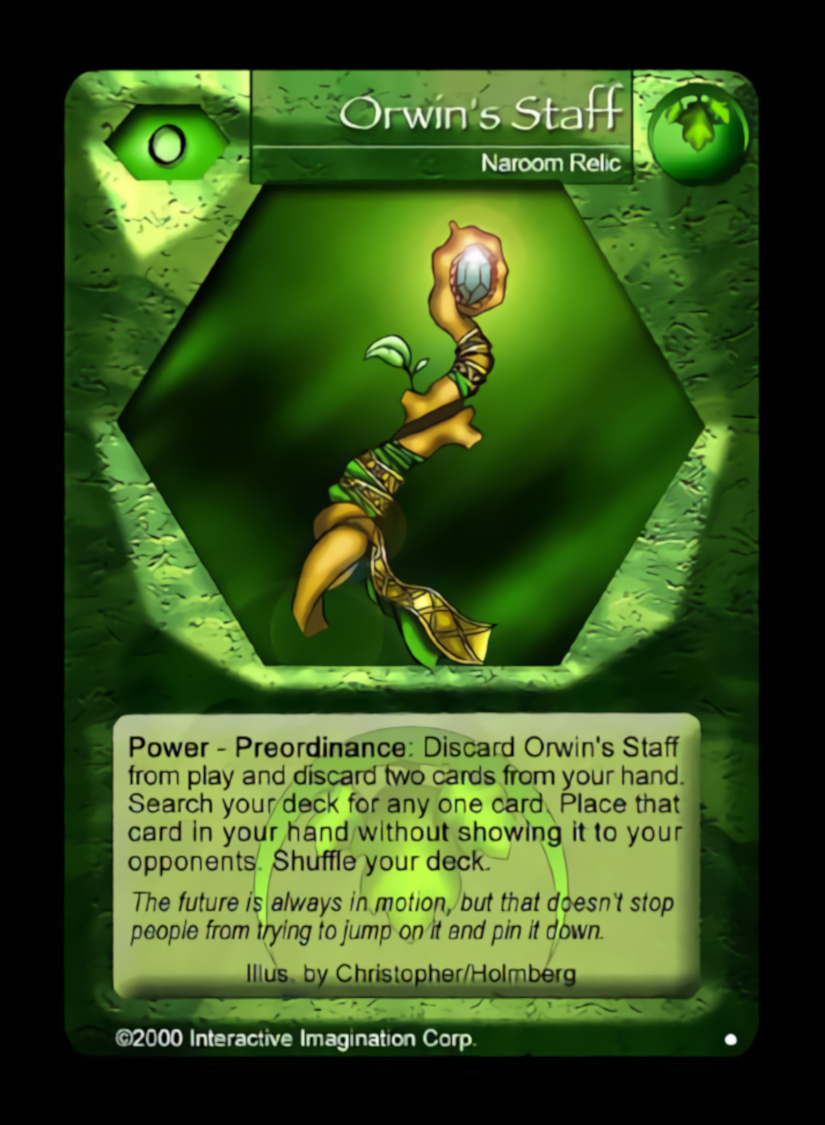 Orwin's Staff
0
Naroom Relic
Power - Preordinance: Discard Orwin's Staff
from play and discard two cards from your hand.
Search your deck for any one card. Place that
card in your hand without showing it to your
opponents. Shuffle your deck.
The future is always in motion, but that doesn't stop
people from trying to jump on it and pin it down.
Illus. by Christopher/Holmberg
©2000 Interactive Imagination Corp.